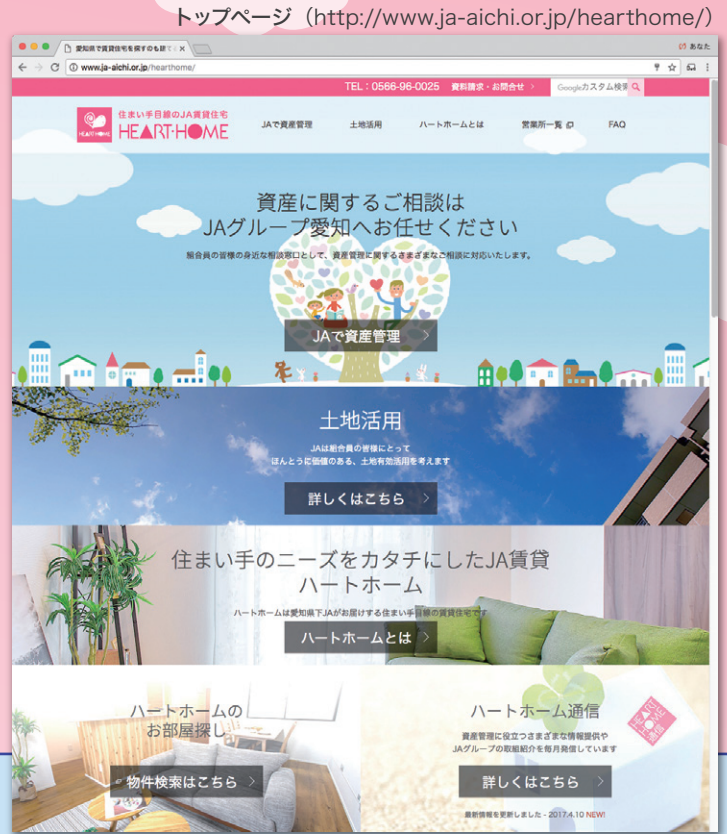 トップページ（http://www.ja-aichi.or.jp/hearthome/）
あなた
www.ja-aichi.or.jp/hearthome/
TEL：0566-96-0025 資料請求・お問合せ
Googleカスタム検索
住まい手目線のJA賃貸住宅
HEART·HOME
HEART·HOME
JAで資産管理 土地活用 ハートホームとは 営業所一覧 FAQ
資産に関するご相談は
JAグループ愛知へお任せください
組合員の皆様の身近な相談窓口として、資産管理に関するさまざまなご相談に対応いたします。
JAで資産管理
土地活用
JAは組合員の皆様にとって
ほんとうに価値のある、土地有効活用を考えます
詳しくはこちら
住まい手のニーズをカタチにしたJA賃貸
ハートホーム
ハートホームは愛知県下JAがお届けする住まい手目線の賃貸住宅です
ハートホームとは
ハートホームの
お部屋探し
物件検索はこちら
ハートホーム通信
HEART HOME 通信
資産管理に役立つさまざまな情報提供や
JAグループの取組紹介を毎月発信しています
詳しくはこちら
最新情報を更新しました - 2017.4.10 NEW!